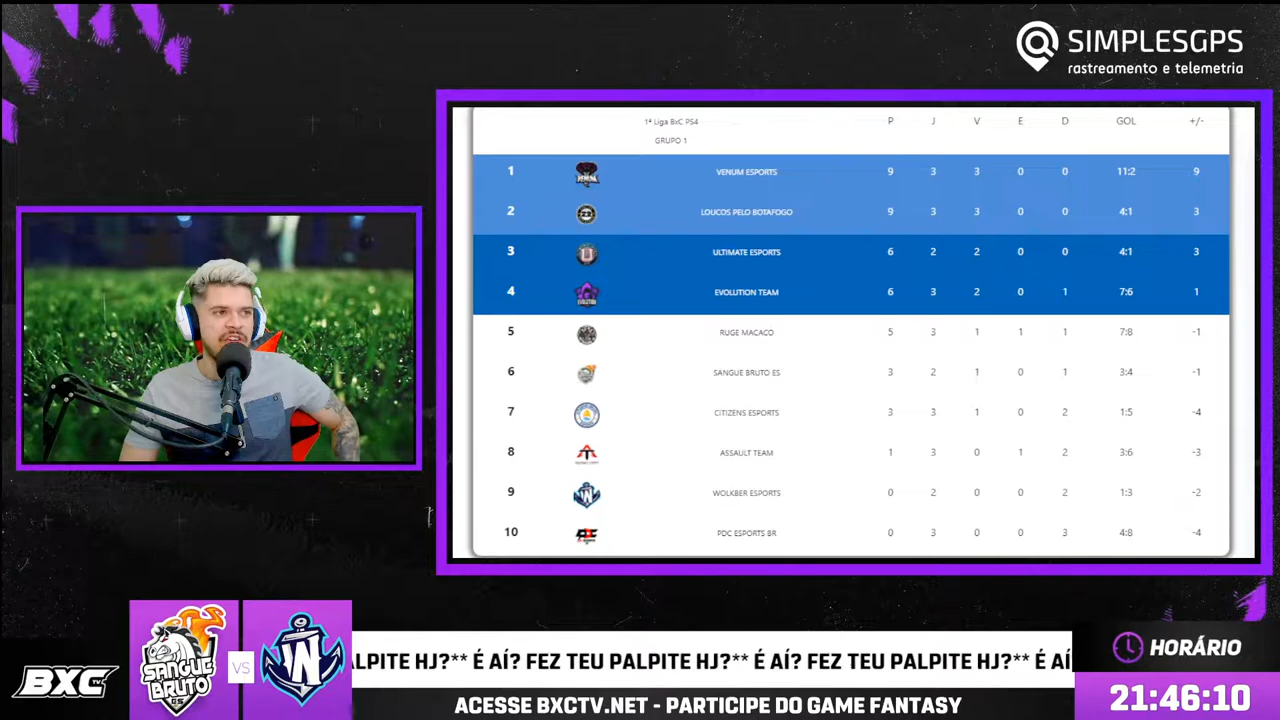 SIMPLESGPS
rastreamento e telemetria
1ª Liga BxC PS4 P J V E D GOL +/-
GRUPO 1
1 VENUM ESPORTS 9 3 3 0 0 11:2 9
2 LOUCOS PELO BOTAFOGO 9 3 3 0 0 4:1 3
3 ULTIMATE ESPORTS 6 2 2 0 0 4:1 3
4 EVOLUTION TEAM 6 3 2 0 1 7:6 1
5 RUGE MACACO 5 3 1 1 1 7:8 -1
6 SANGUE BRUTO ES 3 2 1 0 1 3:4 -1
7 CITIZENS ESPORTS 3 3 1 0 2 1:5 -4
8 ASSAULT TEAM 1 3 0 1 2 3:6 -3
9 WOLKBER ESPORTS 0 2 0 0 2 1:3 -2
10 PDC ESPORTS BR 0 3 0 0 3 4:8 -4
BXC TV
SANGUE
BRUTO
GS
VS
W
ALPITE HJ?** É AÍ? FEZ TEU PALPITE HJ?** É AÍ? FEZ TEU PALPITE HJ?** É AÍ
ACESSE BXCTV.NET - PARTICIPE DO GAME FANTASY
HORÁRIO
21:46:10